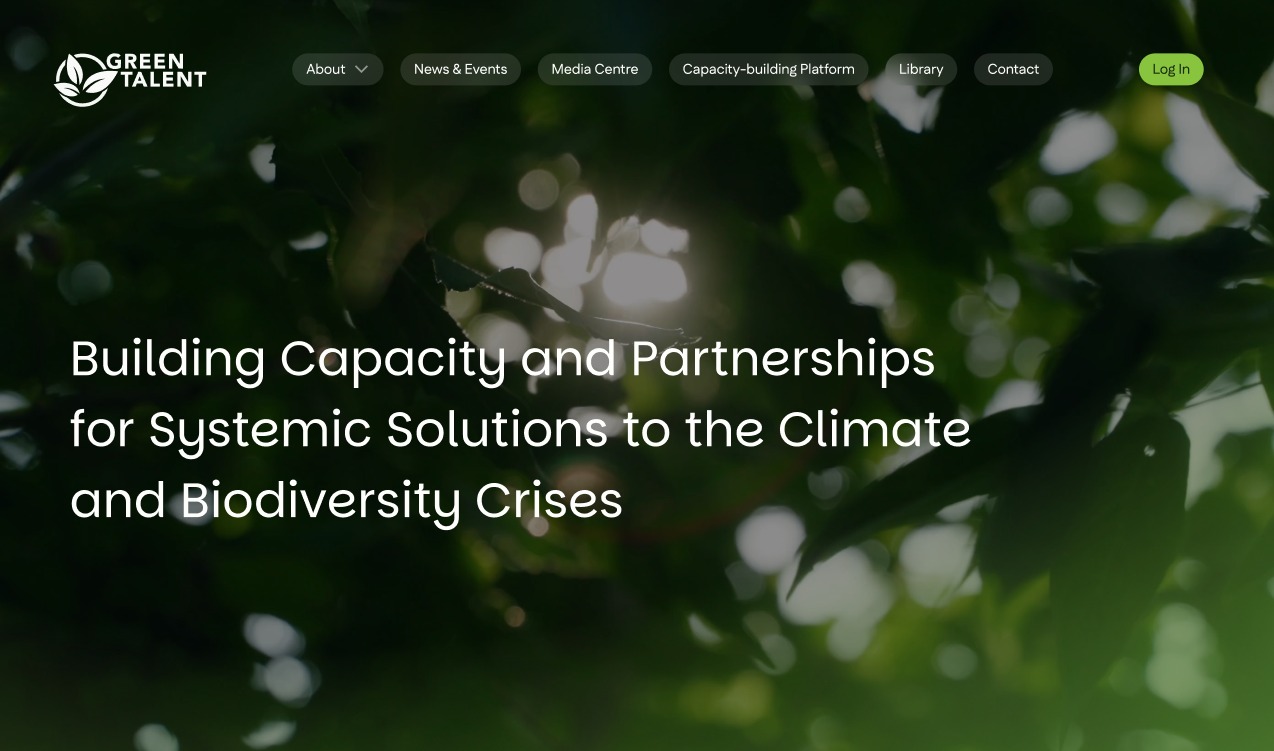 GREEN
TALENT
About
News & Events
Media Centre
Capacity-building Platform
Library
Contact
Log In
Building Capacity and Partnerships
for Systemic Solutions to the Climate
and Biodiversity Crises